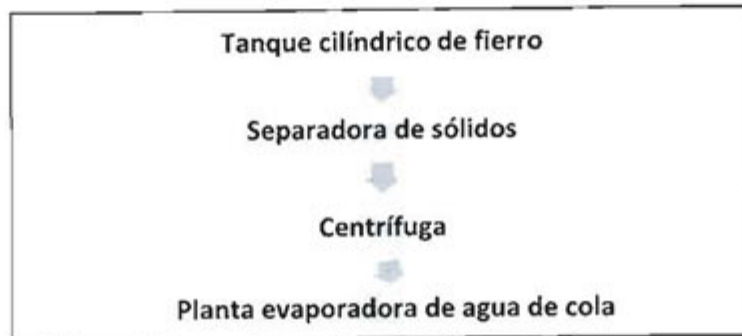 Tanque cilíndrico de fierro
Separadora de sólidos
Centrífuga
Planta evaporadora de agua de cola